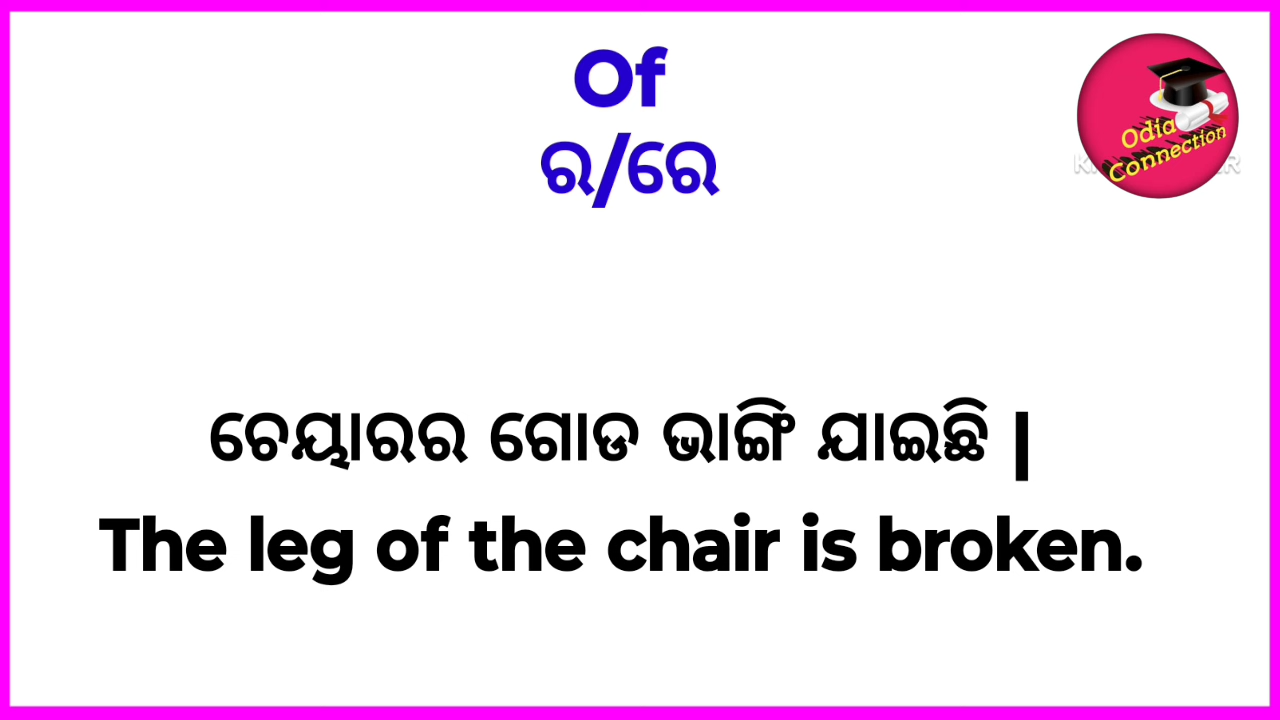 Of
ର/ରେ
Odia
Connection
ଚେୟାରର ଗୋଡ ଭାଙ୍ଗି ଯାଇଛି |
The leg of the chair is broken.